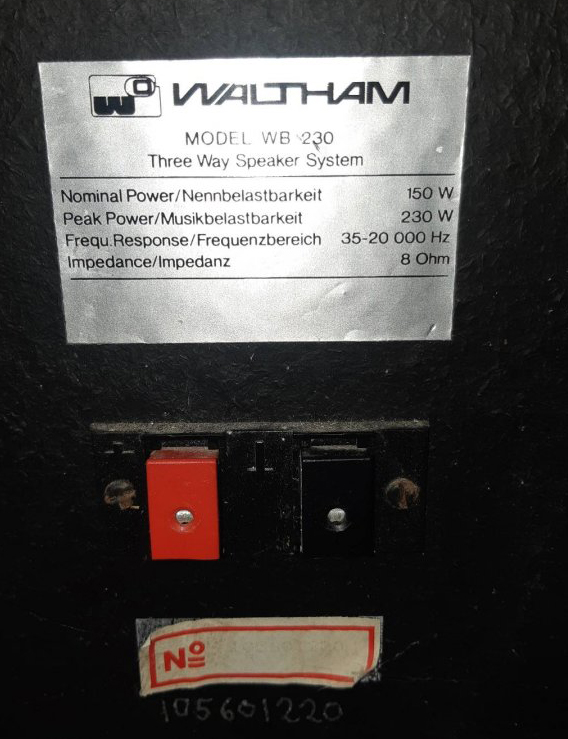 WO WALTHAM
MODEL WB 230
Three Way Speaker System
Nominal Power/Nennbelastbarkeit 150 W
Peak Power/Musikbelastbarkeit 230 W
Frequ.Response/Frequenzbereich 35-20 000 Hz
Impedance/Impedanz 8 Ohm
+ -
Nº
105601220